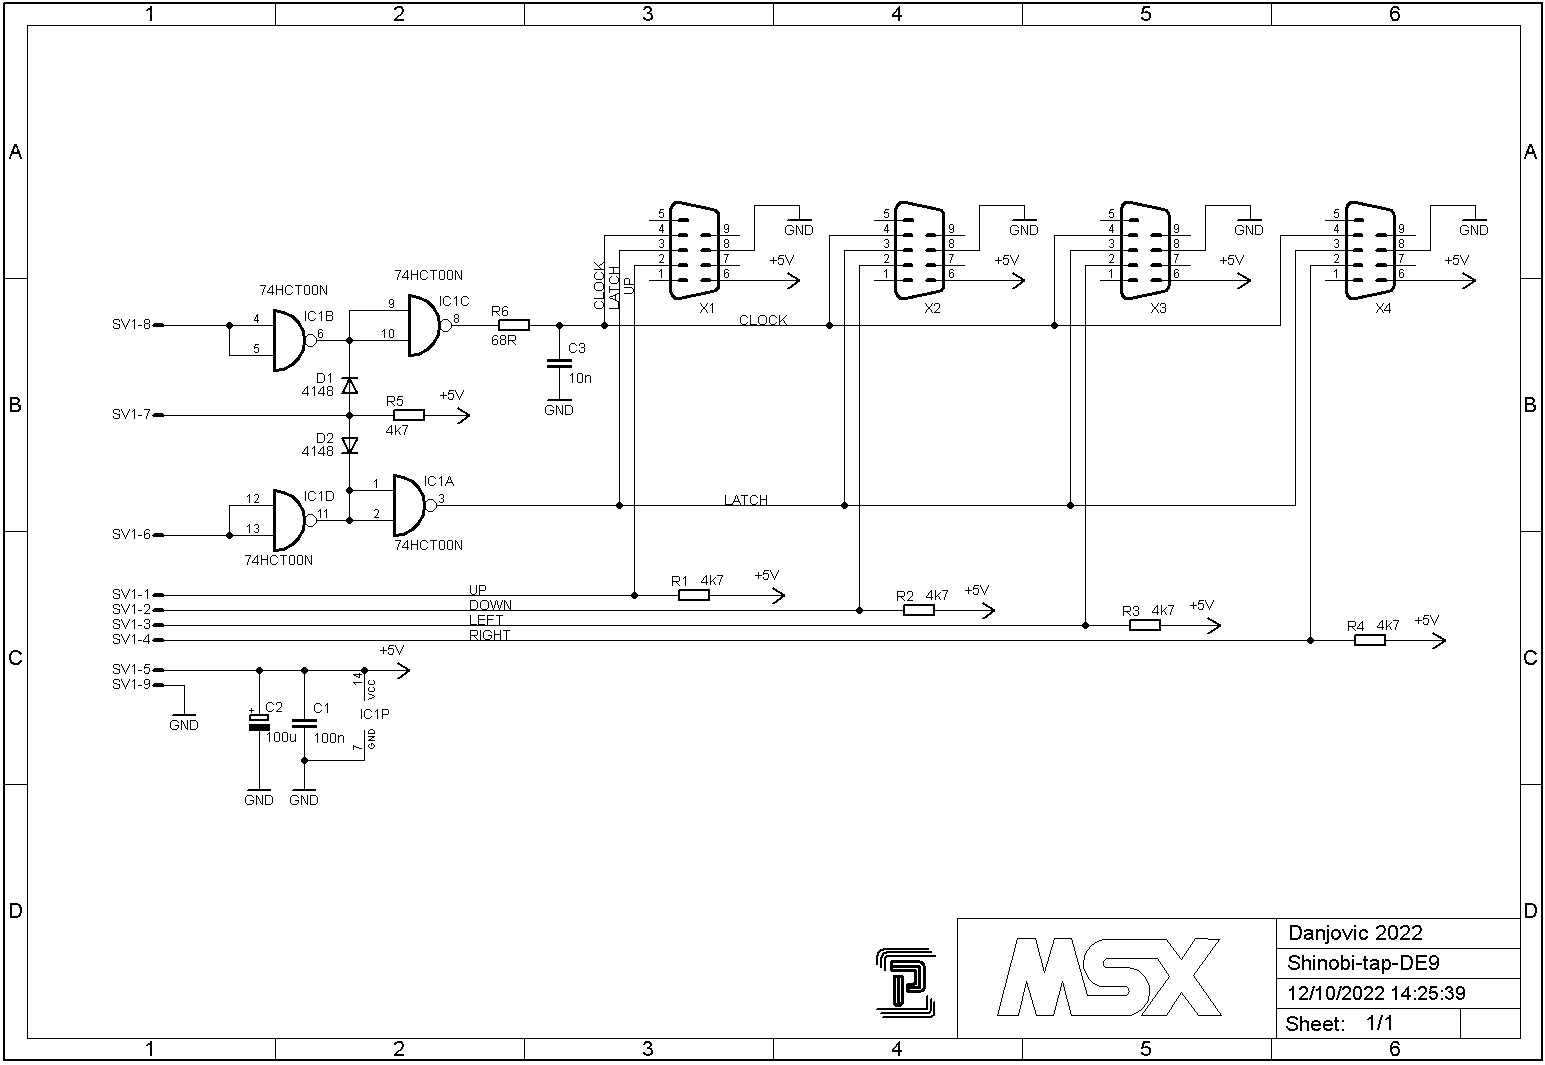 1 2 3 4 5 6
A A
5 5 5 5
4 9 4 9 4 9 4 9
3 8 3 8 3 8 3 8
2 7 2 7 2 7 2 7
1 6 1 6 1 6 1 6
GND GND GND GND
+5V +5V +5V +5V
X1 X2 X3 X4
CLOCK
LATCH
UP
74HCT00N
IC1C
9
10
8
74HCT00N
IC1B
SV1-8
4
5
6
R6
68R
CLOCK
C3
10n
GND
D1
4148
B B
SV1-7
R5
4k7
+5V
D2
4148
IC1A
1
2
3
74HCT00N
LATCH
IC1D
12
13
11
SV1-6
74HCT00N
SV1-1 UP R1 4k7 +5V
SV1-2 DOWN R2 4k7 +5V
SV1-3 LEFT R3 4k7 +5V
SV1-4 RIGHT R4 4k7 +5V
C C
SV1-5 +5V
SV1-9
GND
+
C2
100u
C1
100n
14
VCC
IC1P
7
GND
GND GND
D D
MSX
Danjovic 2022
Shinobi-tap-DE9
12/10/2022 14:25:39
Sheet: 1/1
1 2 3 4 5 6